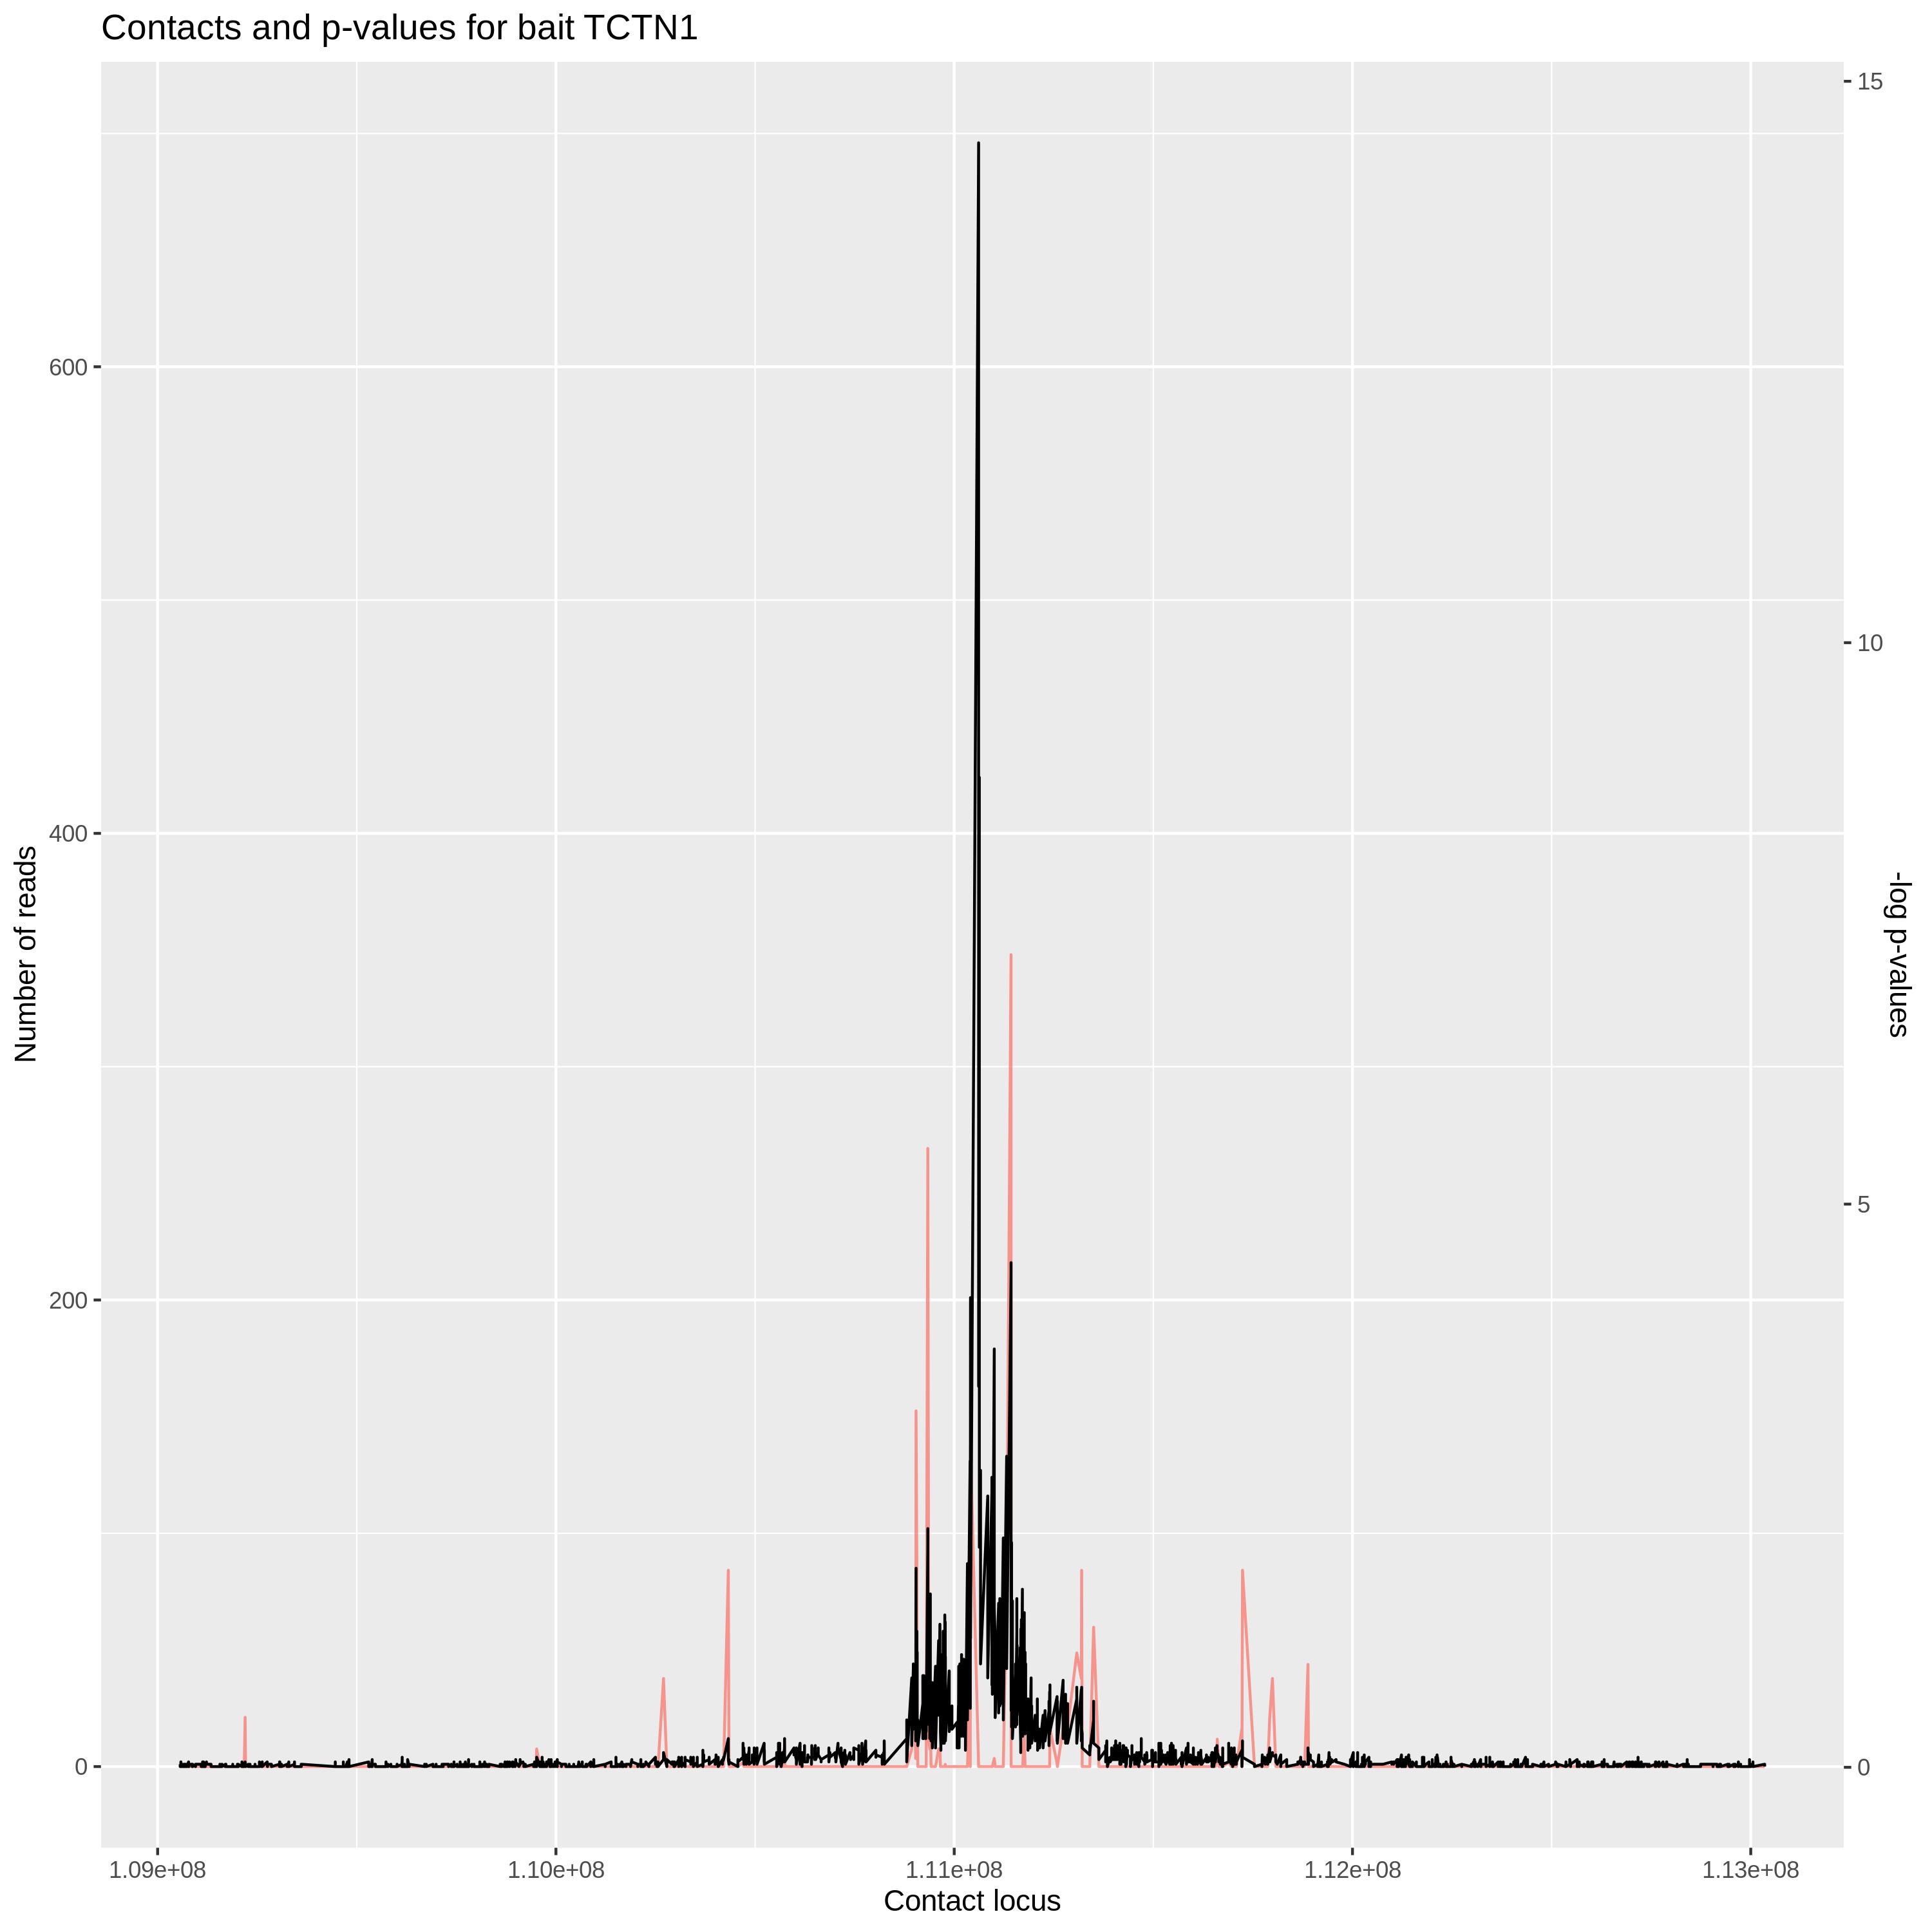 Contacts and p-values for bait TCTN1
15
600
10
400
Number of reads
-log p-values
5
200
0
0
1.09e+08
1.10e+08
1.11e+08
1.12e+08
1.13e+08
Contact locus